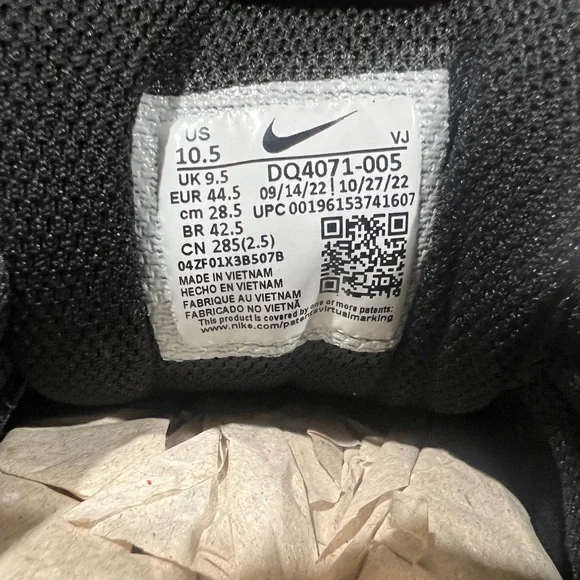 US
10.5
VJ
UK 9.5
DQ4071-005
EUR 44.5
09/14/22 | 10/27/22
cm 28.5
UPC 00196153741607
BR 42.5
CN 285(2.5)
04ZF01X3B507B
MADE IN VIETNAM
HECHO EN VIETNAM
FABRIQUE AU VIETNAM
FABRICADO NO VIETNÃ
This product is covered by one or more patents:
www.nike.com/patents
virtualmarking